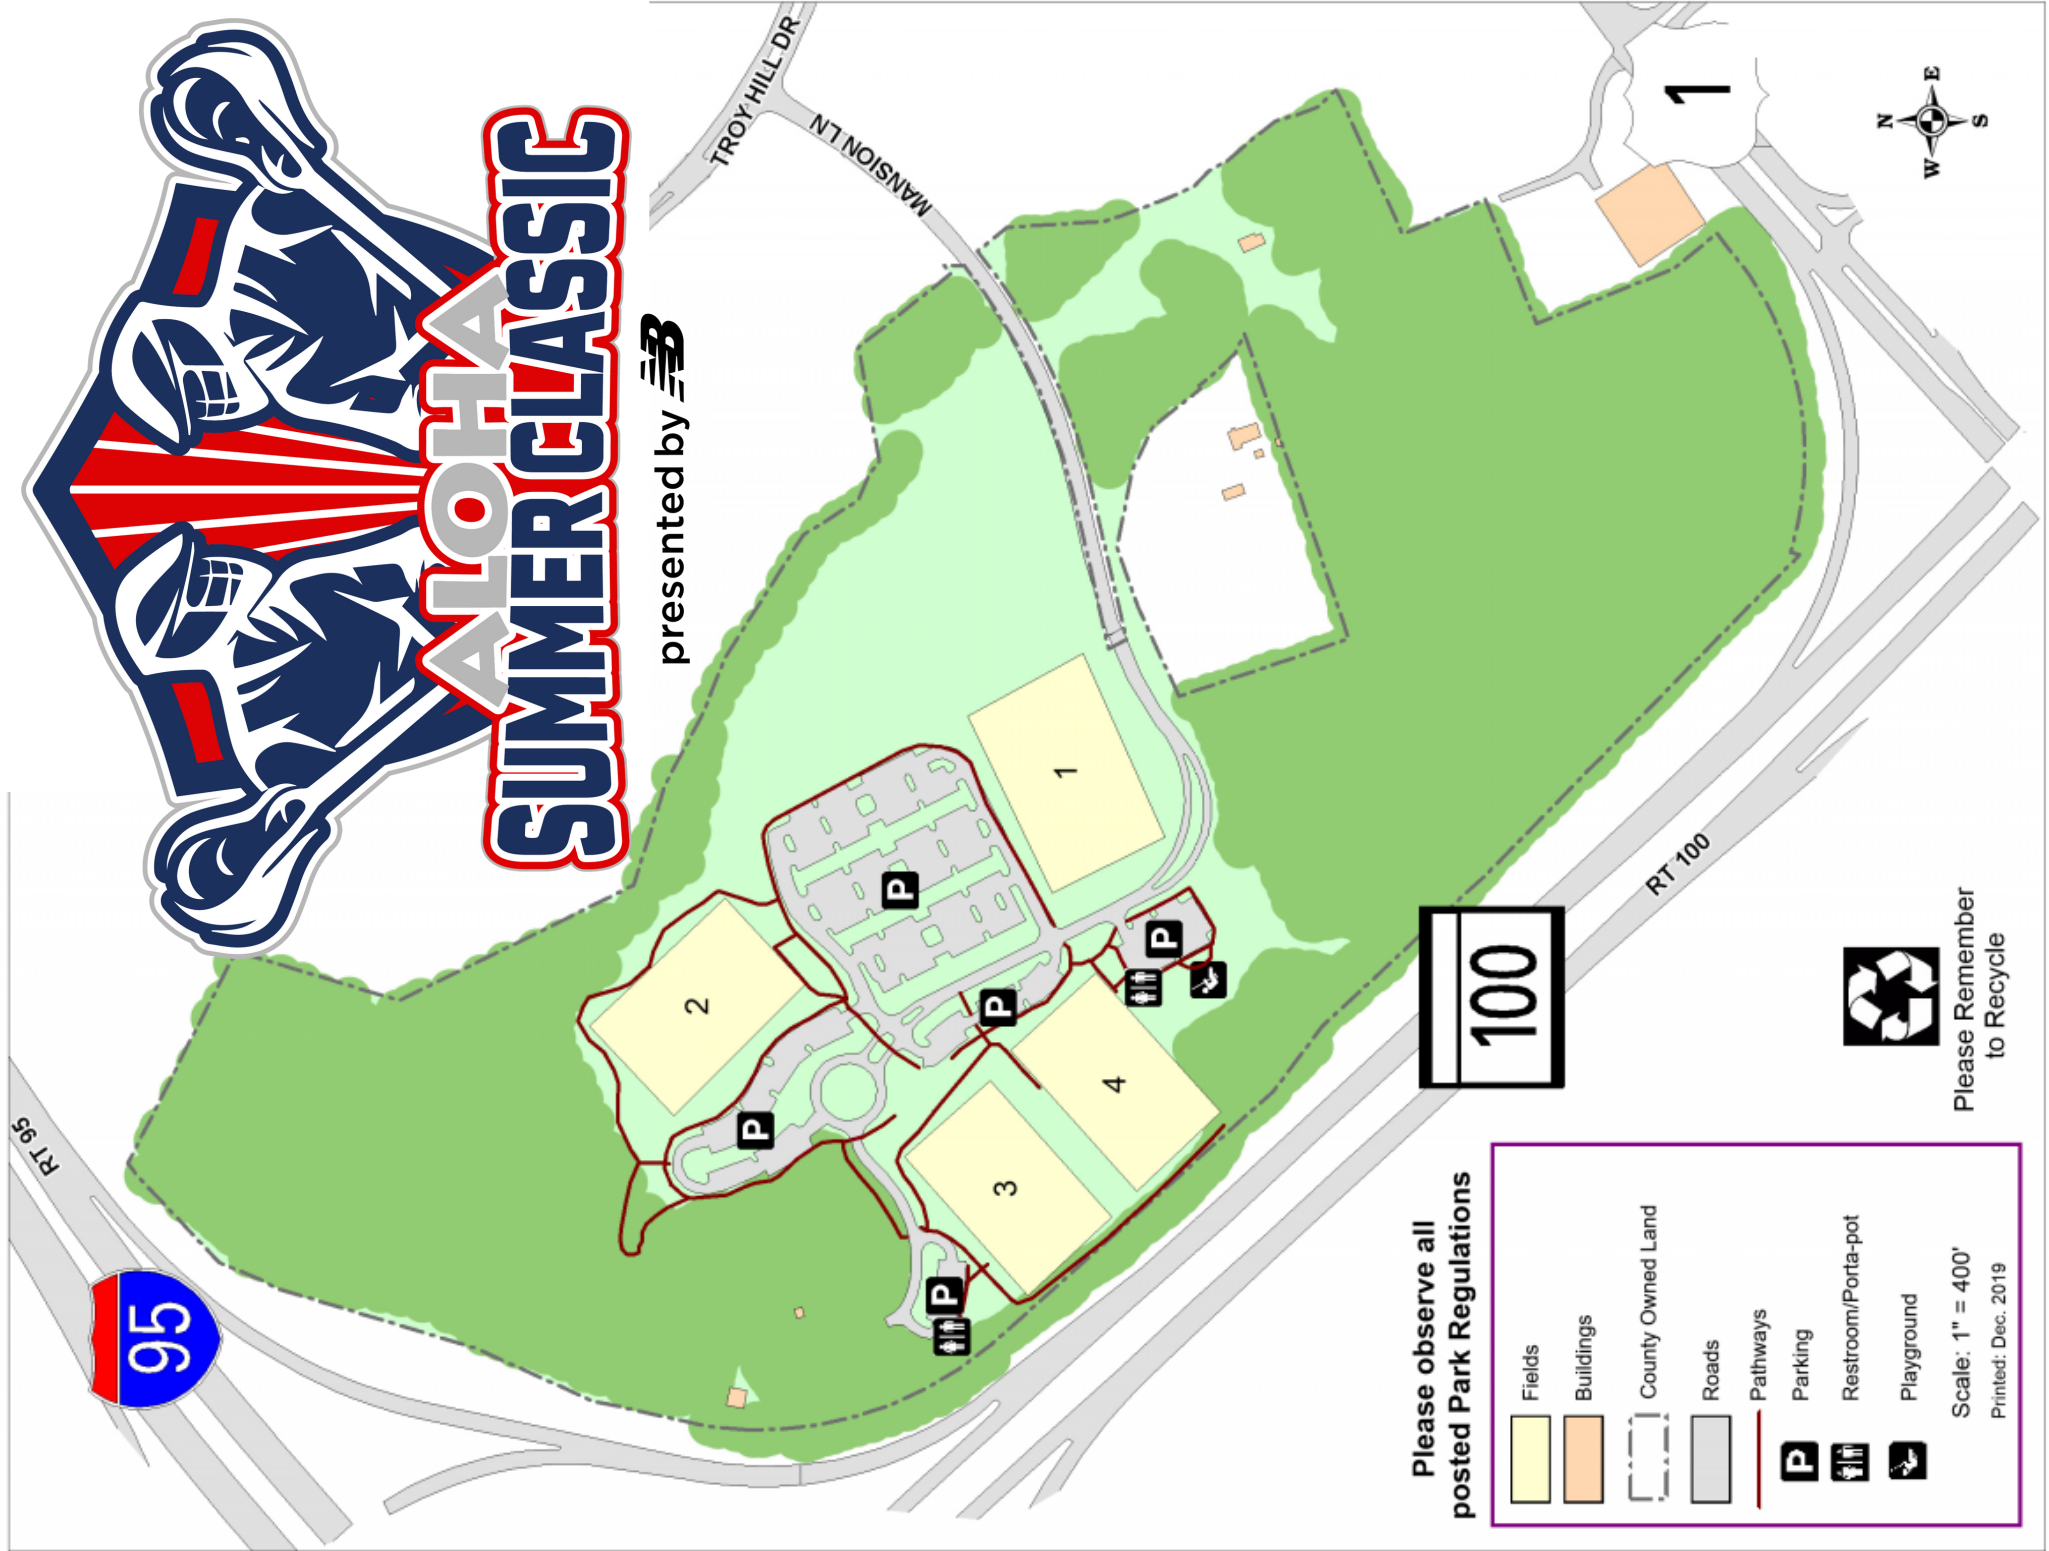 ALOHA
SUMMER CLASSIC
presented by NB
TROY HILL DR
MANSION LN
1
N
W
E
S
RT 95
95
2
P
P
1
P
P
3
4
P
100
RT 100
Please observe all
posted Park Regulations
Fields
Buildings
County Owned Land
Roads
Pathways
P
Parking
Restroom/Porta-pot
Playground
Scale: 1" = 400'
Printed: Dec. 2019
Please Remember
to Recycle